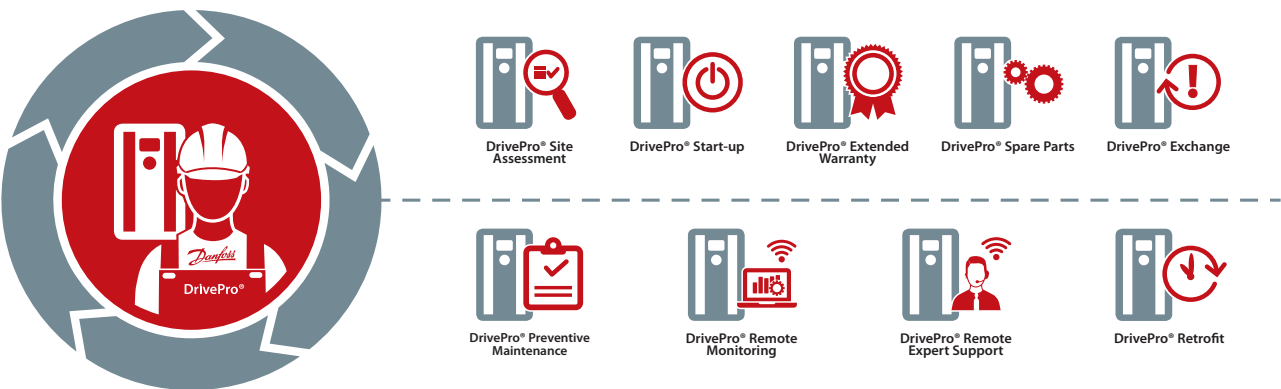 Danfoss
DrIvePro®
DrivePro® Site
Assessment
DrivePro® Start-up
DrivePro® Extended
Warranty
DrivePro® Spare Parts
DrivePro® Exchange
DrivePro® Preventive
Maintenance
DrivePro® Remote
Monitoring
DrivePro® Remote
Expert Support
DrivePro® Retrofit